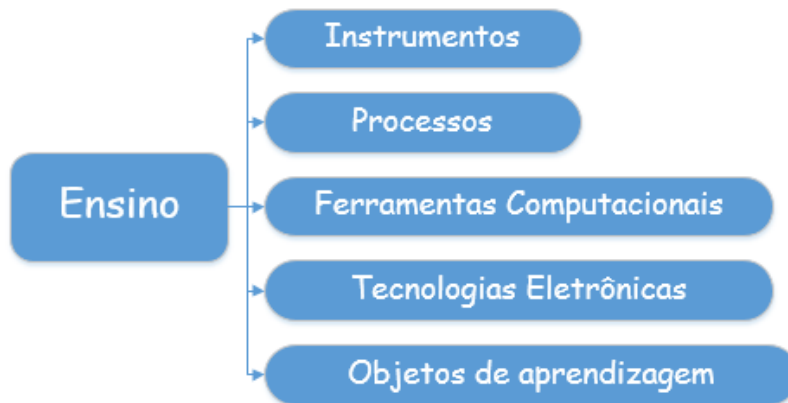 Instrumentos
Processos
Ensino
Ferramentas Computacionais
Tecnologias Eletrônicas
Objetos de aprendizagem